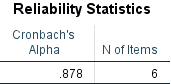 Reliability Statistics
Cronbach's
Alpha N of Items
.878 6